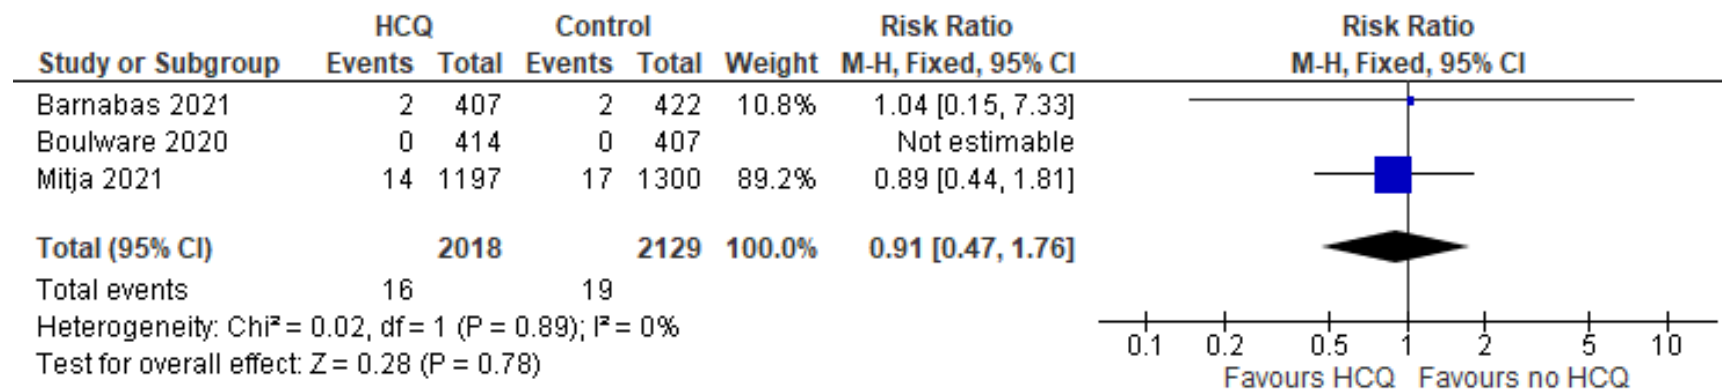 HCQ Control Risk Ratio Risk Ratio
Study or Subgroup Events Total Events Total Weight M-H, Fixed, 95% CI M-H, Fixed, 95% CI
Barnabas 2021 2 407 2 422 10.8% 1.04 [0.15, 7.33]
Boulware 2020 0 414 0 407 Not estimable
Mitja 2021 14 1197 17 1300 89.2% 0.89 [0.44, 1.81]
Total (95% CI) 2018 2129 100.0% 0.91 [0.47, 1.76]
Total events 16 19
Heterogeneity: Chi² = 0.02, df = 1 (P = 0.89); I² = 0%
Test for overall effect: Z = 0.28 (P = 0.78)
0.1 0.2 0.5 1 2 5 10
Favours HCQ Favours no HCQ